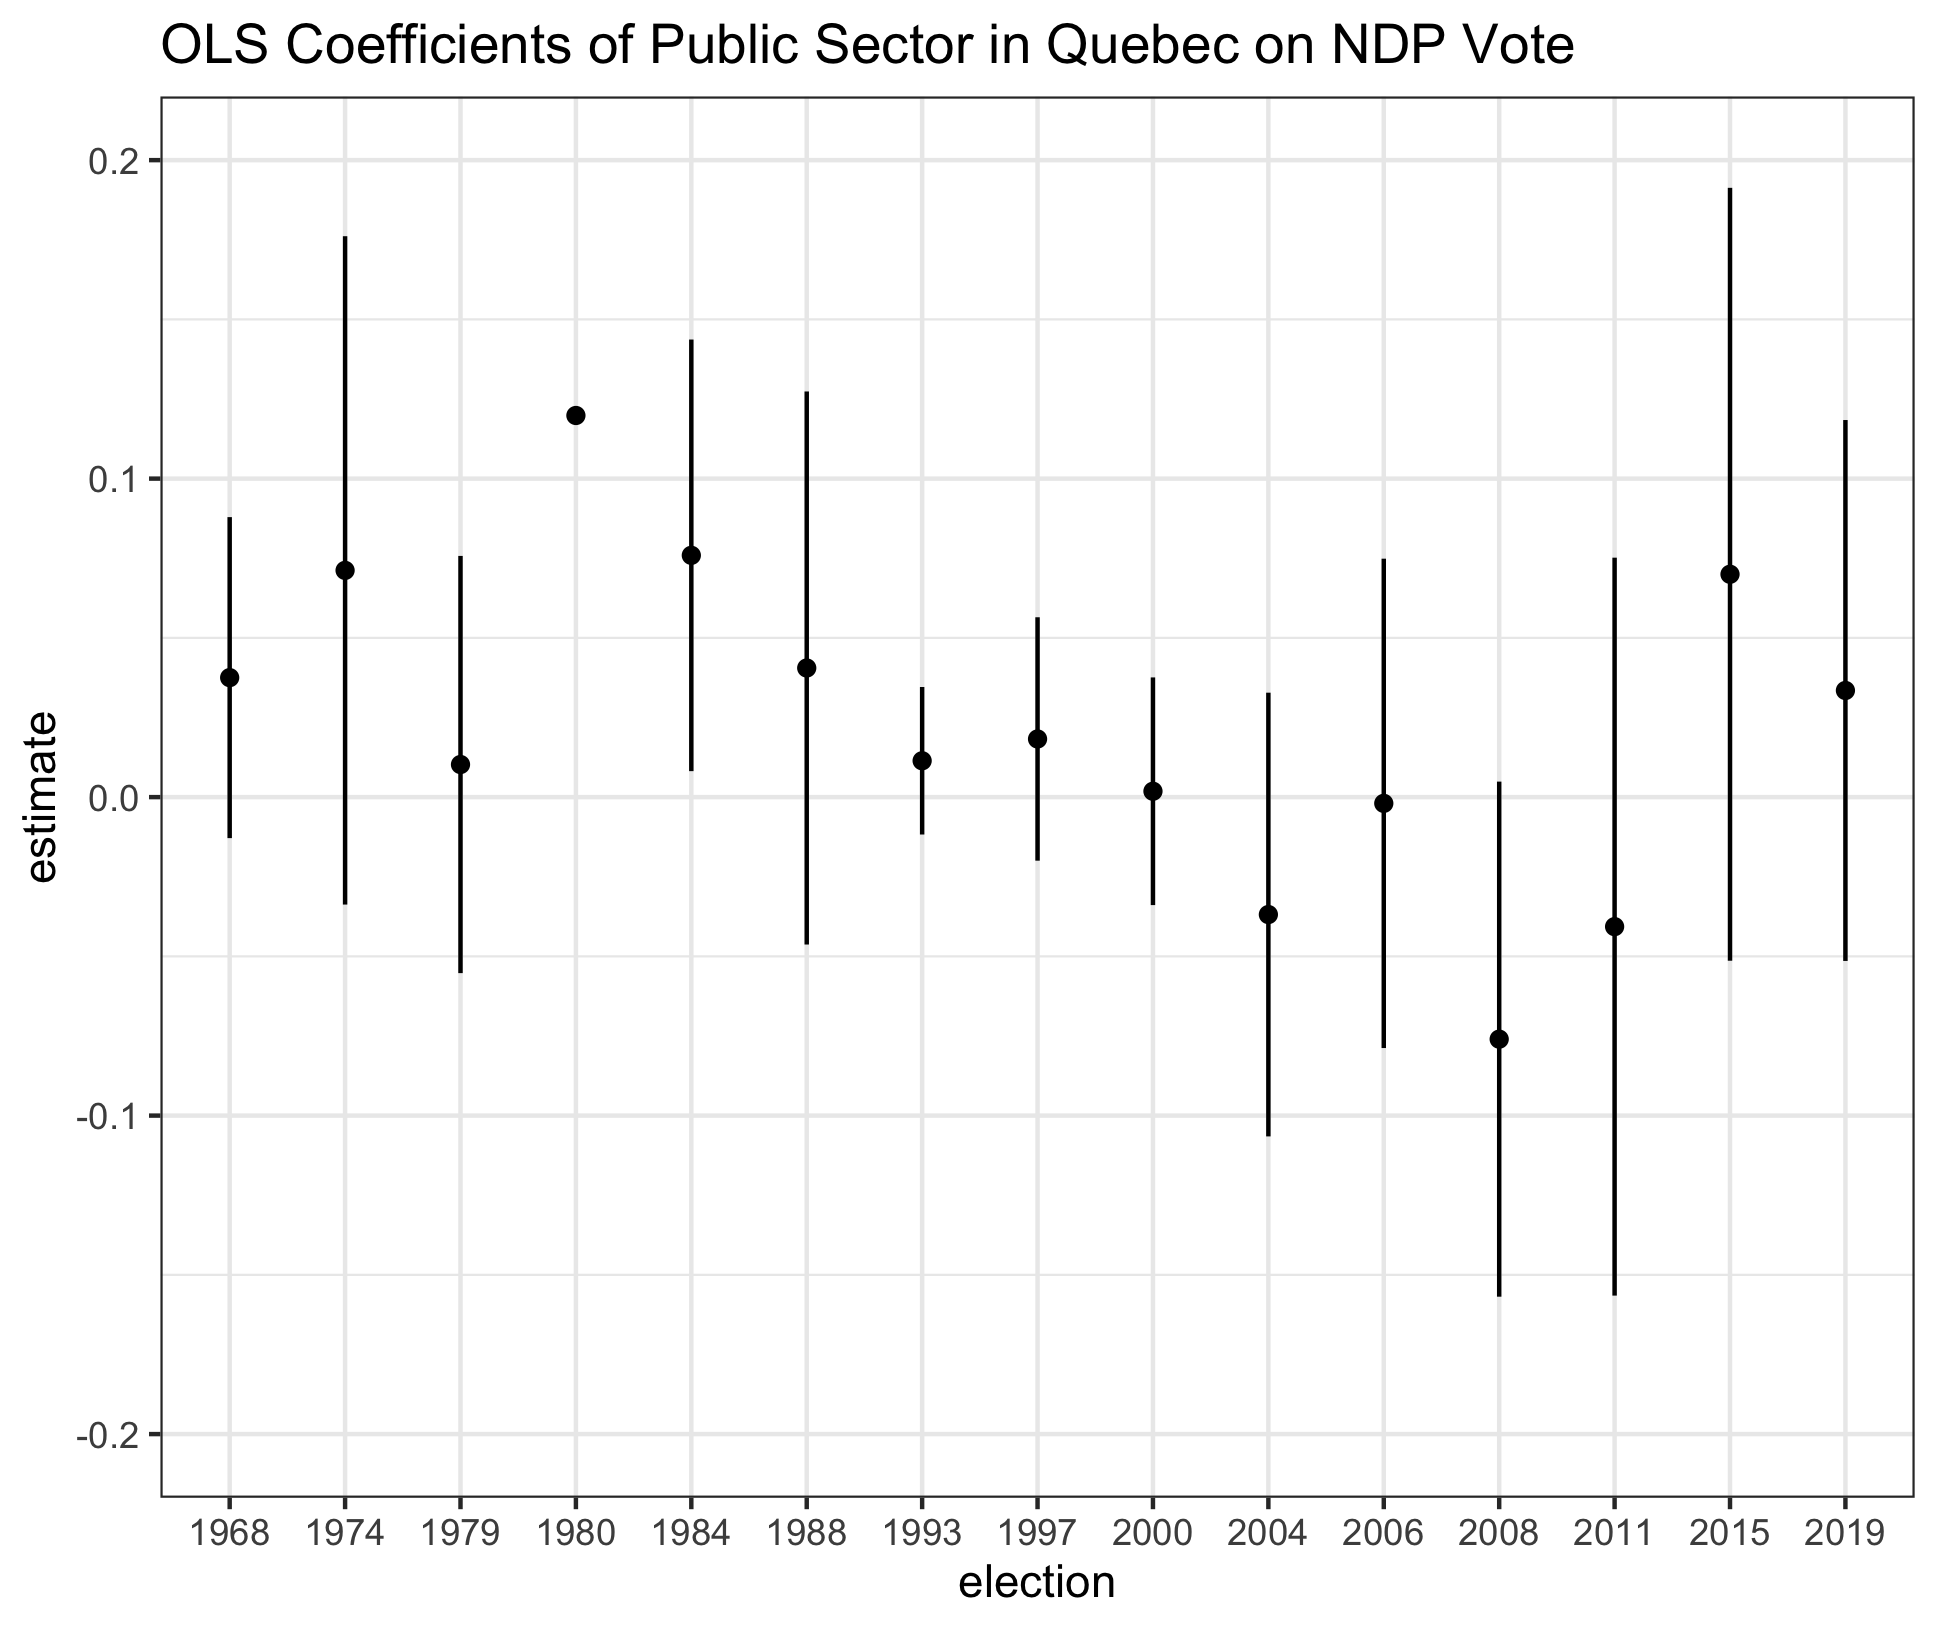 OLS Coefficients of Public Sector in Quebec on NDP Vote
estimate
0.2
0.1
0.0
-0.1
-0.2
1968 1974 1979 1980 1984 1988 1993 1997 2000 2004 2006 2008 2011 2015 2019
election